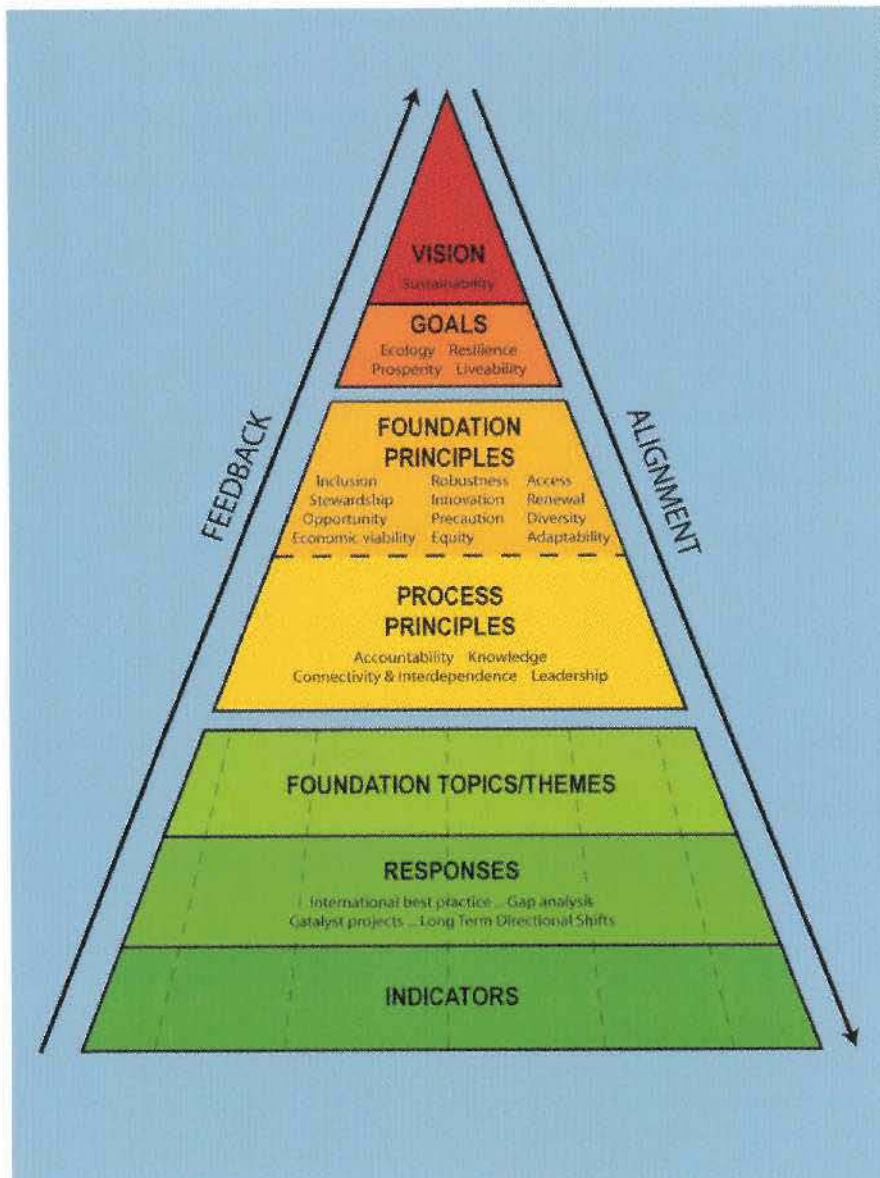 VISION
Sustainability
GOALS
Ecology Resilience
Prosperity Liveability
FEEDBACK
ALIGNMENT
FOUNDATION
PRINCIPLES
Inclusion Robustness Access
Stewardship Innovation Renewal
Opportunity Precaution Diversity
Economic viability Equity Adaptability
PROCESS
PRINCIPLES
Accountability Knowledge
Connectivity & Interdependence Leadership
FOUNDATION TOPICS/THEMES
RESPONSES
International best practice ... Gap analysis
Catalyst projects ... Long Term Directional Shifts
INDICATORS